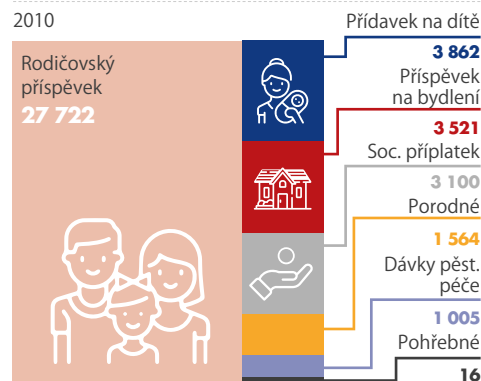 2010
Rodičovský
příspěvek
27 722
Přídavek na dítě
3 862
Příspěvek
na bydlení
3 521
Soc. příplatek
3 100
Porodné
1 564
Dávky pěst.
péče
1 005
Pohřebné
16